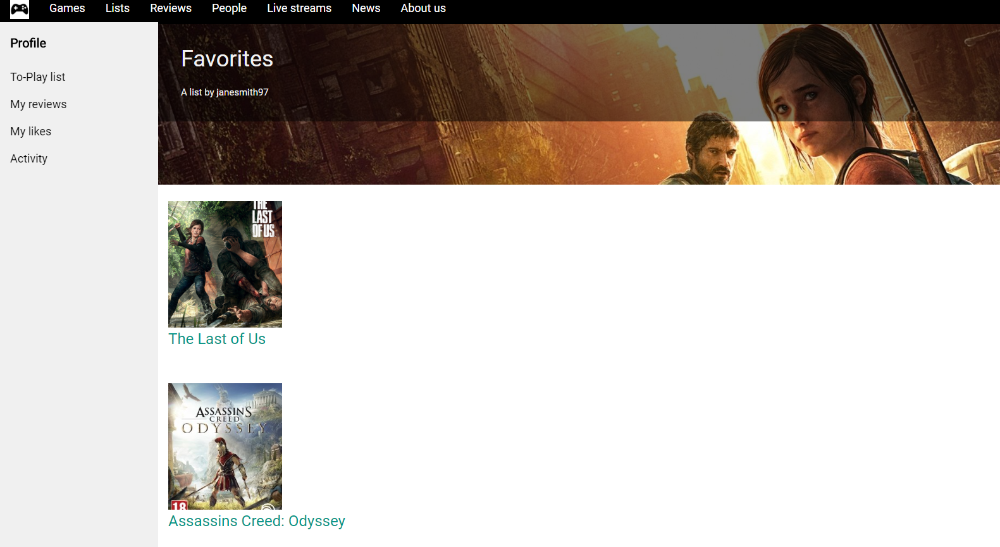 Games Lists Reviews People Live streams News About us
Profile
To-Play list
My reviews
My likes
Activity
Favorites
A list by janesmith97
THE
LAST
OF US
The Last of Us
ASSASSIN'S
CREED
ODYSSEY
18
Assassins Creed: Odyssey